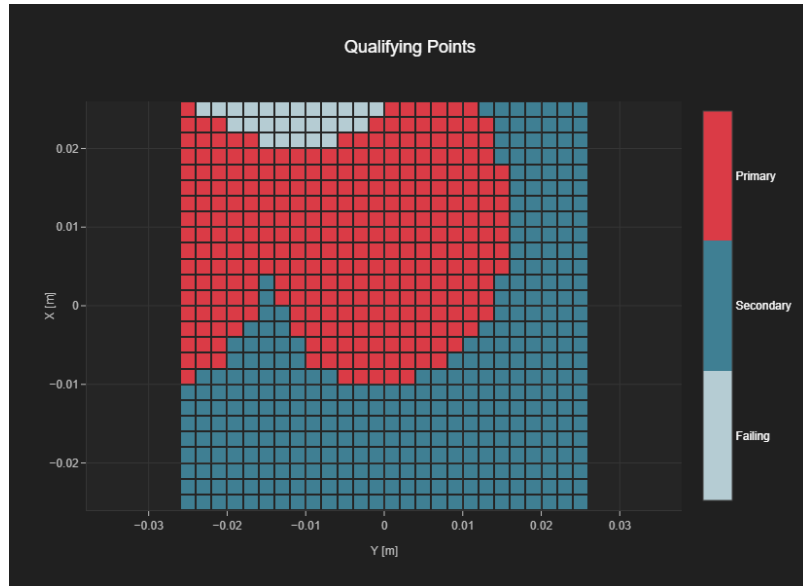 Qualifying Points
0.02
0.01
0
−0.01
−0.02
X [m]
−0.03
−0.02
−0.01
0
0.01
0.02
0.03
Y [m]
Primary
Secondary
Failing